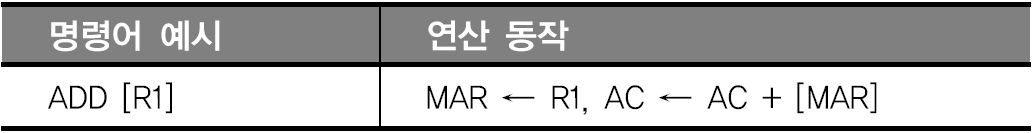 명령어 예시 연산 동작
ADD [R1] MAR ← R1, AC ← AC + [MAR]